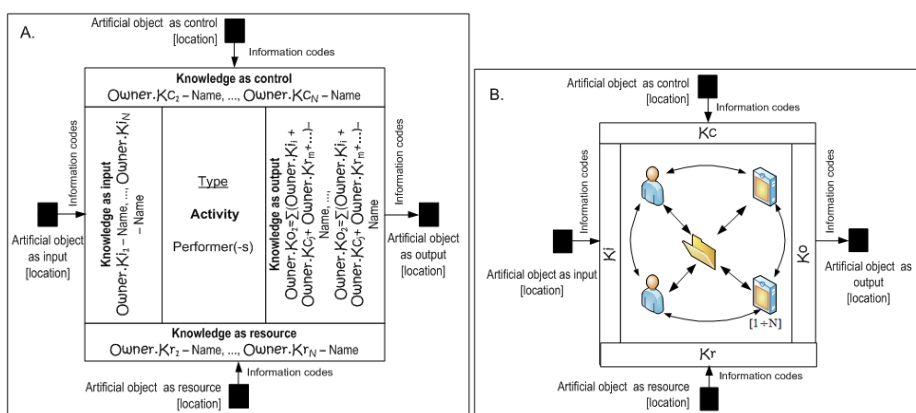 A.
Artificial object as control
[location]
Information codes
Knowledge as control
Owner.Kc₁ – Name, ..., Owner.Kc_N – Name
Information codes
Artificial object
as input
[location]
Knowledge as input
Owner.Ki₁ – Name, ..., Owner.Ki_N
– Name
Type
Activity
Performer(-s)
Knowledge as output
Owner.Ko₁=∑(Owner.Ki₁ +
Owner.Kcⱼ+ Owner.Krₘ+...)–
Name, ...,
Owner.Ko₂=∑(Owner.Ki₁ +
Owner.Kcⱼ+ Owner.Krₘ+...)–
Name
Information codes
Artificial object
as output
[location]
Knowledge as resource
Owner.Kr₁ – Name, ..., Owner.Kr_N – Name
Information codes
Artificial object as resource
[location]
B.
Artificial object as control
[location]
Information codes
Kc
Information codes
Artificial object as input
[location]
Ki
[1÷N]
Ko
Information codes
Artificial object as
output
[location]
Kr
Information codes
Artificial object as resource
[location]